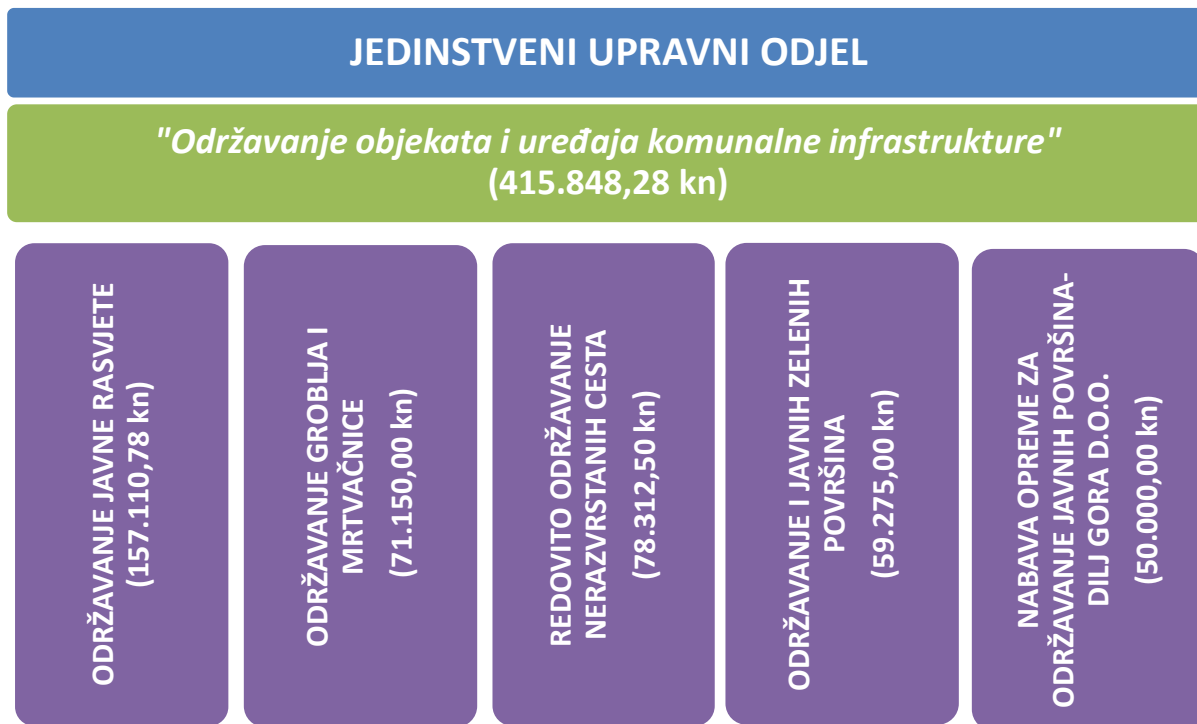 JEDINSTVENI UPRAVNI ODJEL
"Održavanje objekata i uređaja komunalne infrastrukture"
(415.848,28 kn)
ODRŽAVANJE JAVNE RASVJETE
(157.110,78 kn)
ODRŽAVANJE GROBLJA I
MRTVAČNICE
(71.150,00 kn)
REDOVITO ODRŽAVANJE
NERAZVRSTANIH CESTA
(78.312,50 kn)
ODRŽAVANJE I JAVNIH ZELENIH
POVRŠINA
(59.275,00 kn)
NABAVA OPREME ZA
ODRŽAVANJE JAVNIH POVRŠINA-
DILJ GORA D.O.O.
(50.000,00 kn)